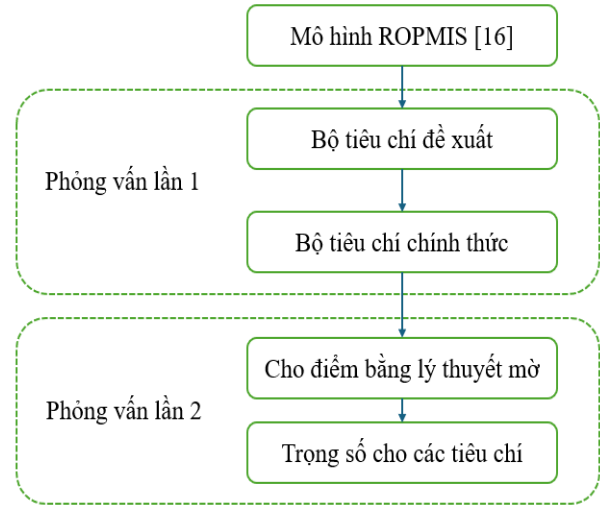 Mô hình ROPMIS [16]
Bộ tiêu chí đề xuất
Phỏng vấn lần 1
Bộ tiêu chí chính thức
Cho điểm bằng lý thuyết mờ
Phỏng vấn lần 2
Trọng số cho các tiêu chí